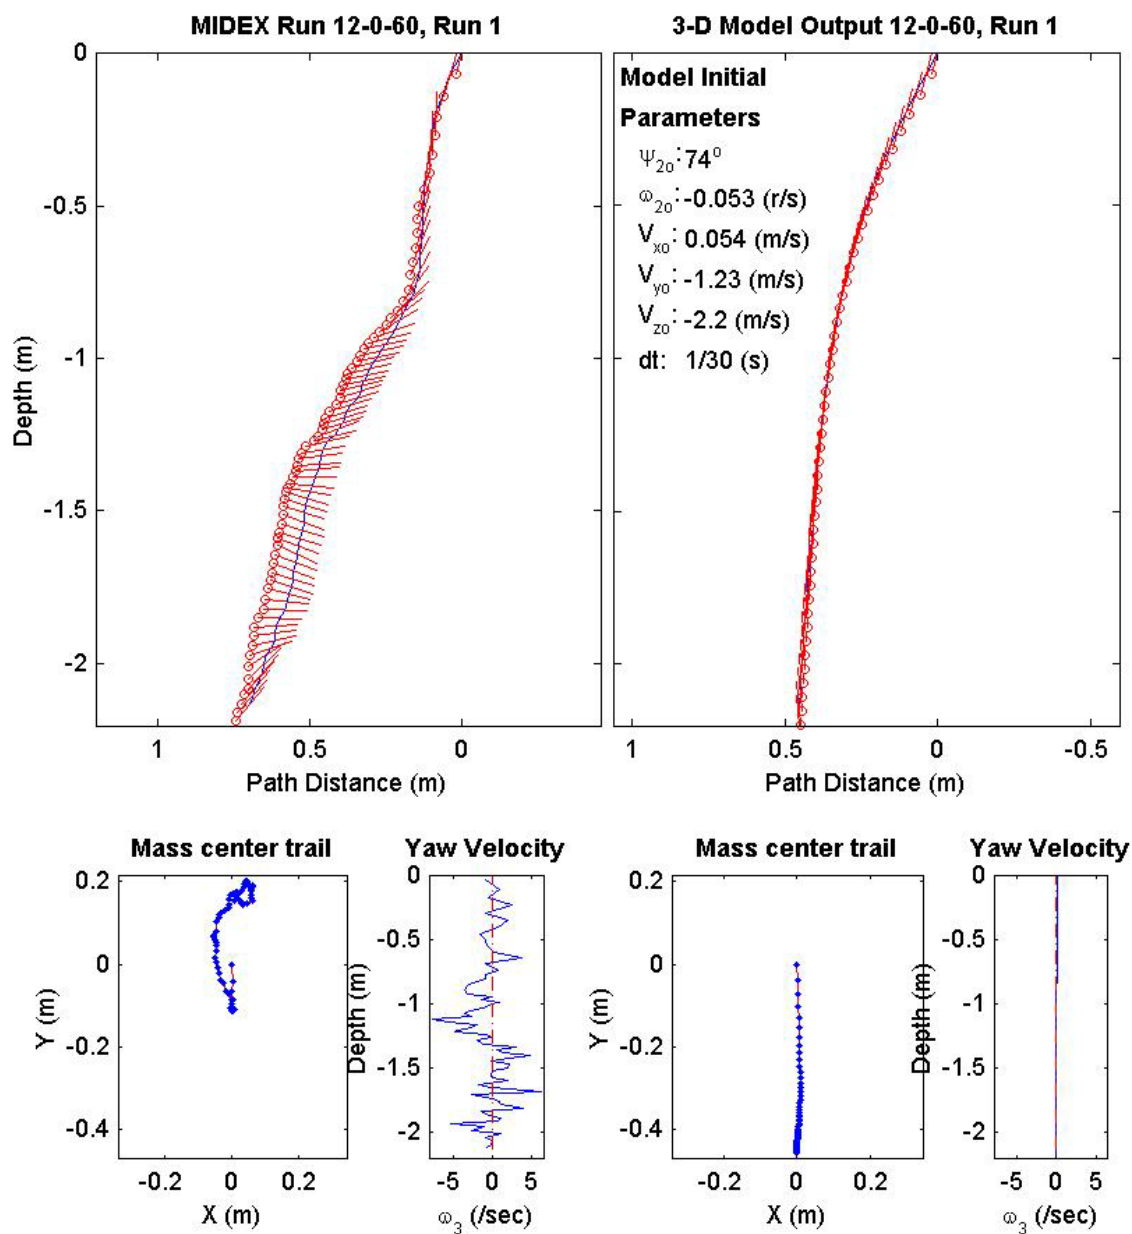 MIDEX Run 12-0-60, Run 1
0
-0.5
-1
-1.5
-2
Depth (m)
1 0.5 0
Path Distance (m)
3-D Model Output 12-0-60, Run 1
Model Initial
Parameters
Ψ2o: 74o
ω2o: -0.053 (r/s)
Vxo: 0.054 (m/s)
Vyo: -1.23 (m/s)
Vzo: -2.2 (m/s)
dt: 1/30 (s)
1 0.5 0 -0.5
Path Distance (m)
Mass center trail
0.2
0
-0.2
-0.4
Y (m)
-0.2 0 0.2
X (m)
Yaw Velocity
0
-0.5
-1
-1.5
-2
Depth (m)
-5 0 5
ω3 (/sec)
Mass center trail
0.2
0
-0.2
-0.4
Y (m)
-0.2 0 0.2
X (m)
Yaw Velocity
0
-0.5
-1
-1.5
-2
Depth (m)
-5 0 5
ω3 (/sec)